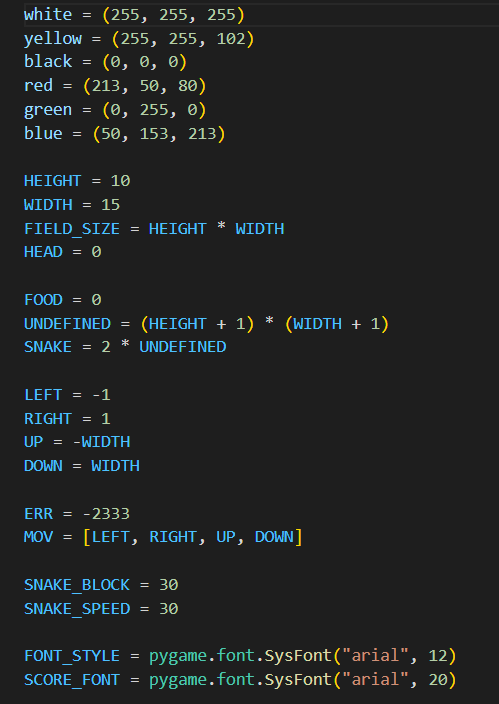 white = (255, 255, 255)
yellow = (255, 255, 102)
black = (0, 0, 0)
red = (213, 50, 80)
green = (0, 255, 0)
blue = (50, 153, 213)
HEIGHT = 10
WIDTH = 15
FIELD_SIZE = HEIGHT * WIDTH
HEAD = 0
FOOD = 0
UNDEFINED = (HEIGHT + 1) * (WIDTH + 1)
SNAKE = 2 * UNDEFINED
LEFT = -1
RIGHT = 1
UP = -WIDTH
DOWN = WIDTH
ERR = -2333
MOV = [LEFT, RIGHT, UP, DOWN]
SNAKE_BLOCK = 30
SNAKE_SPEED = 30
FONT_STYLE = pygame.font.SysFont("arial", 12)
SCORE_FONT = pygame.font.SysFont("arial", 20)